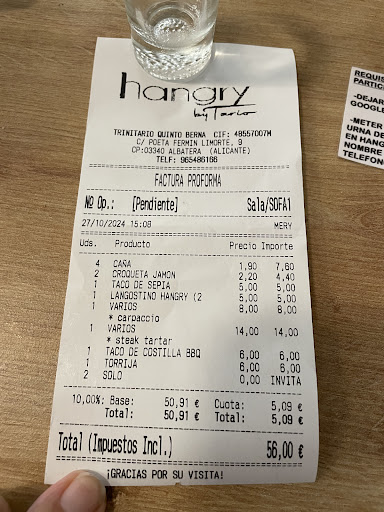 hangry
by Tario
TRINITARIO QUINTO BERNA CIF: 48557007M
C/ POETA FERMIN LIMORTE, 9
CP:03340 ALBATERA (ALICANTE)
TELF: 965486166
FACTURA PROFORMA
Nº Op.: [Pendiente] Sala/SOFA1
27/10/2024 15:08 MERY
Uds. Producto Precio Importe
4 CAÑA 1,90 7,60
2 CROQUETA JAMON 2,20 4,40
1 TACO DE SEPIA 5,00 5,00
1 LANGOSTINO HANGRY (2 5,00 5,00
1 VARIOS 8,00 8,00
* carpaccio
1 VARIOS 14,00 14,00
* steak tartar
1 TACO DE COSTILLA BBQ 6,00 6,00
1 TORRIJA 6,00 6,00
2 SOLO 0,00 INVITA
10,00%: Base: 50,91 € Cuota: 5,09 €
Total: 50,91 € Total: 5,09 €
Total (Impuestos Incl.) 56,00 €
¡GRACIAS POR SU VISITA!
REQUIS
PARTICI
-DEJAR
GOOGLE
-METER
URNA DE
EN HANG
NOMBRE
TELEFON